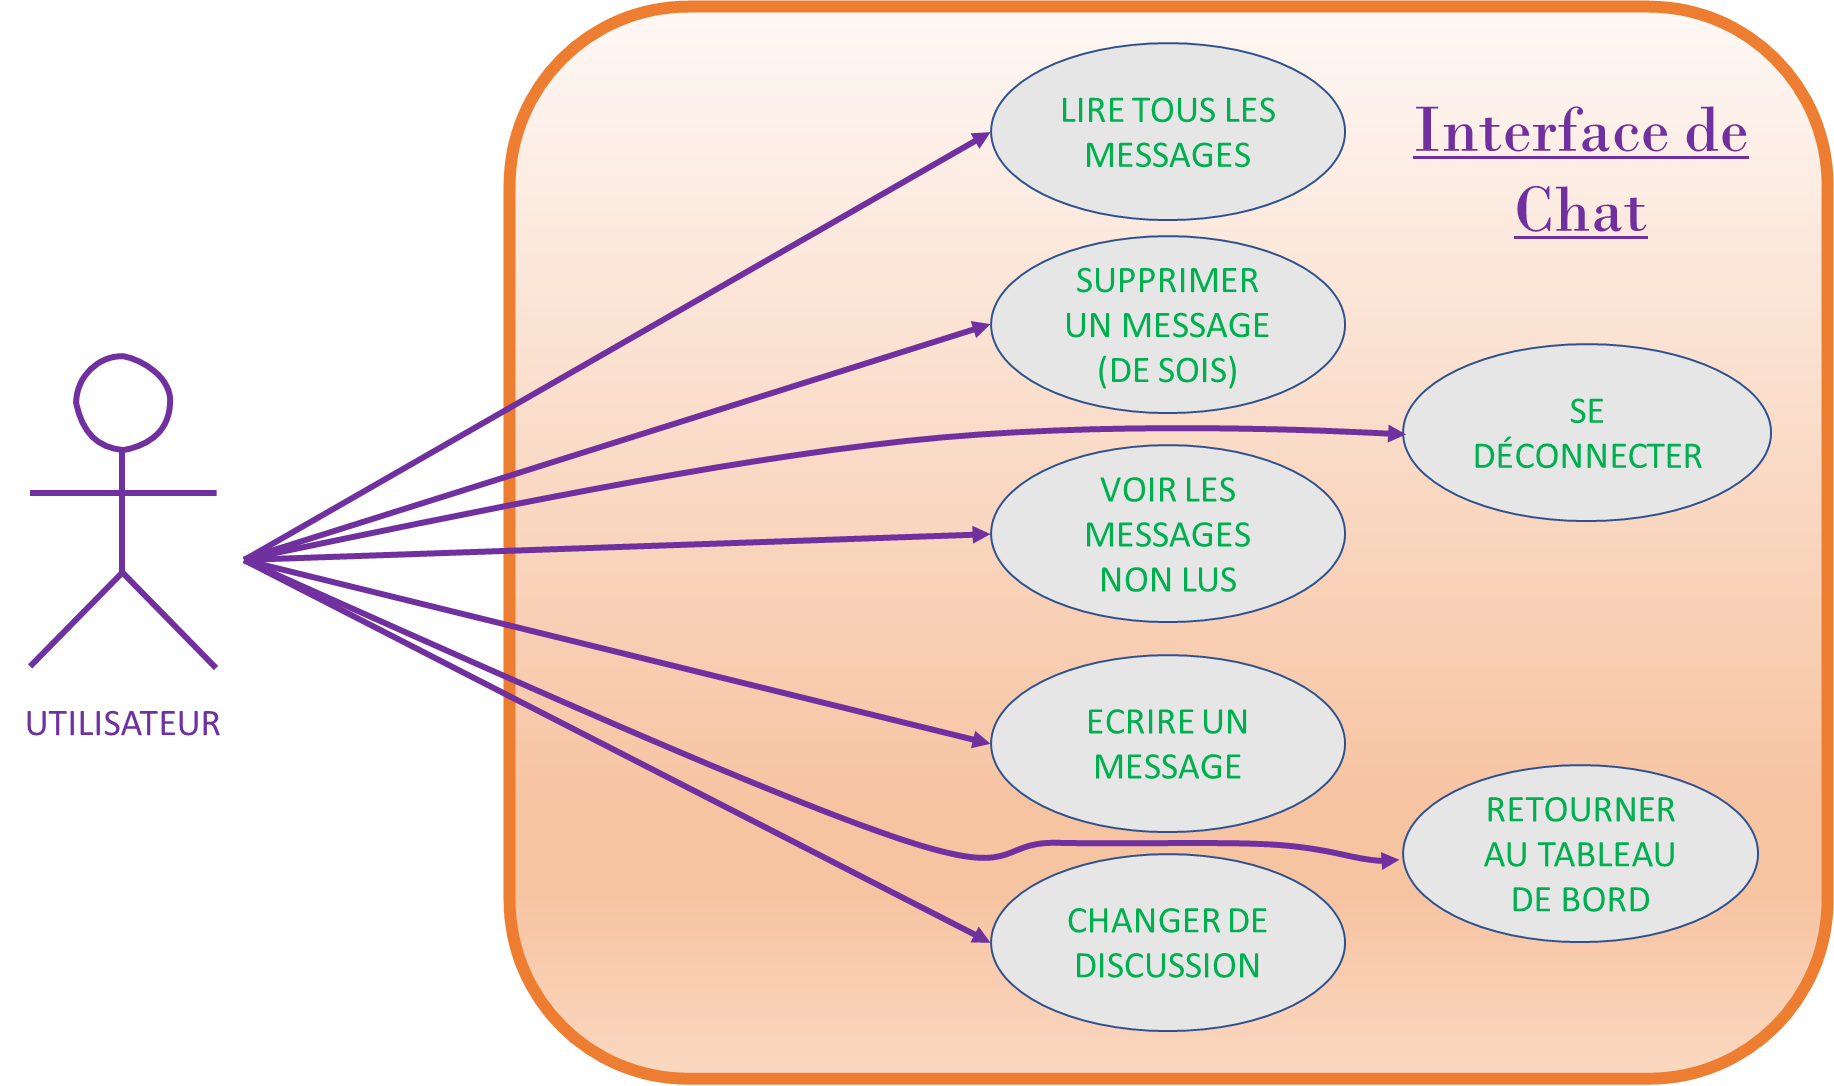 LIRE TOUS LES
MESSAGES
Interface de
Chat
SUPPRIMER
UN MESSAGE
(DE SOIS)
SE
DÉCONNECTER
VOIR LES
MESSAGES
NON LUS
UTILISATEUR
ECRIRE UN
MESSAGE
RETOURNER
AU TABLEAU
DE BORD
CHANGER DE
DISCUSSION